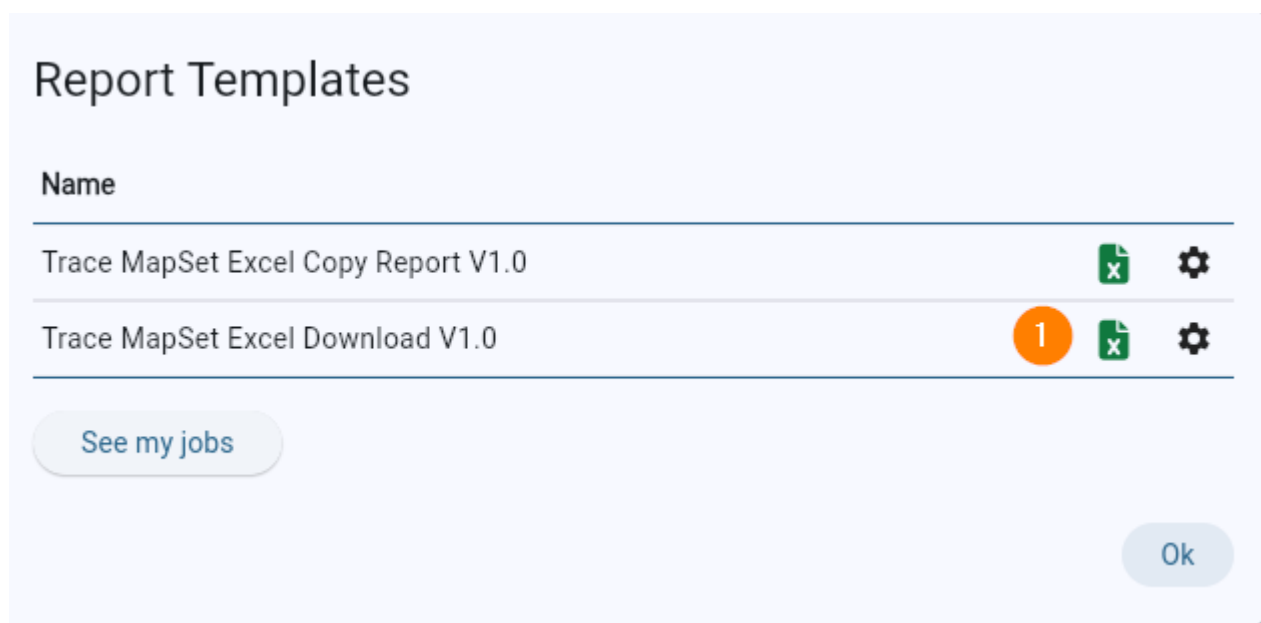 Report Templates
Name
Trace MapSet Excel Copy Report V1.0
x
Trace MapSet Excel Download V1.0
1
x
See my jobs
Ok